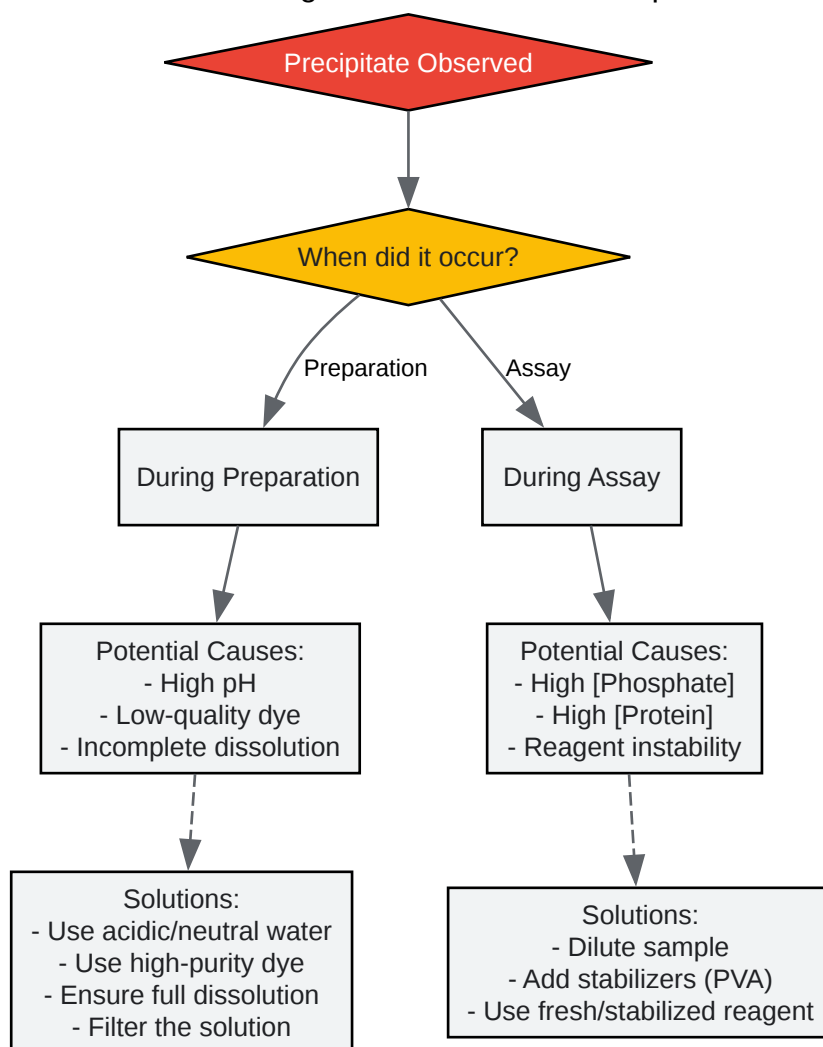 Precipitate Observed
When did it occur?
Preparation
Assay
During Preparation
During Assay
Potential Causes:
- High pH
- Low-quality dye
- Incomplete dissolution
Potential Causes:
- High [Phosphate]
- High [Protein]
- Reagent instability
Solutions:
- Use acidic/neutral water
- Use high-purity dye
- Ensure full dissolution
- Filter the solution
Solutions:
- Dilute sample
- Add stabilizers (PVA)
- Use fresh/stabilized reagent